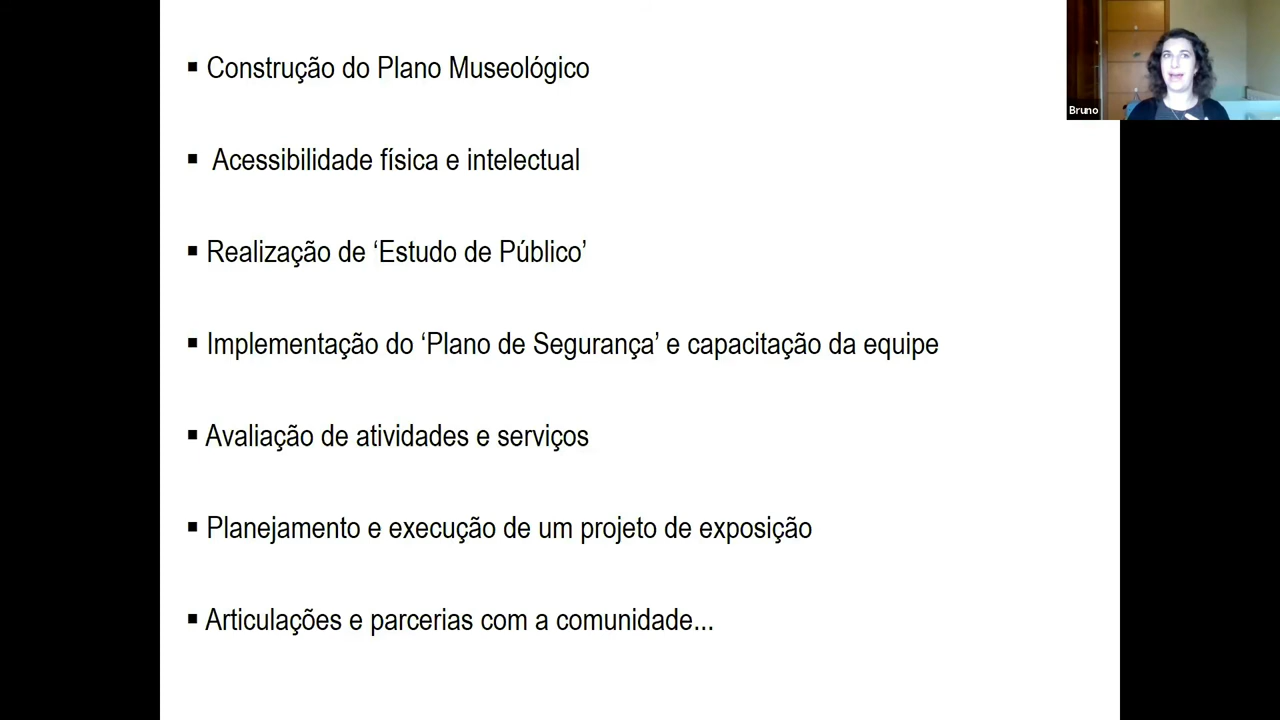 ▪ Construção do Plano Museológico
▪ Acessibilidade física e intelectual
▪ Realização de ‘Estudo de Público’
▪ Implementação do ‘Plano de Segurança’ e capacitação da equipe
▪ Avaliação de atividades e serviços
▪ Planejamento e execução de um projeto de exposição
▪ Articulações e parcerias com a comunidade...
Bruno